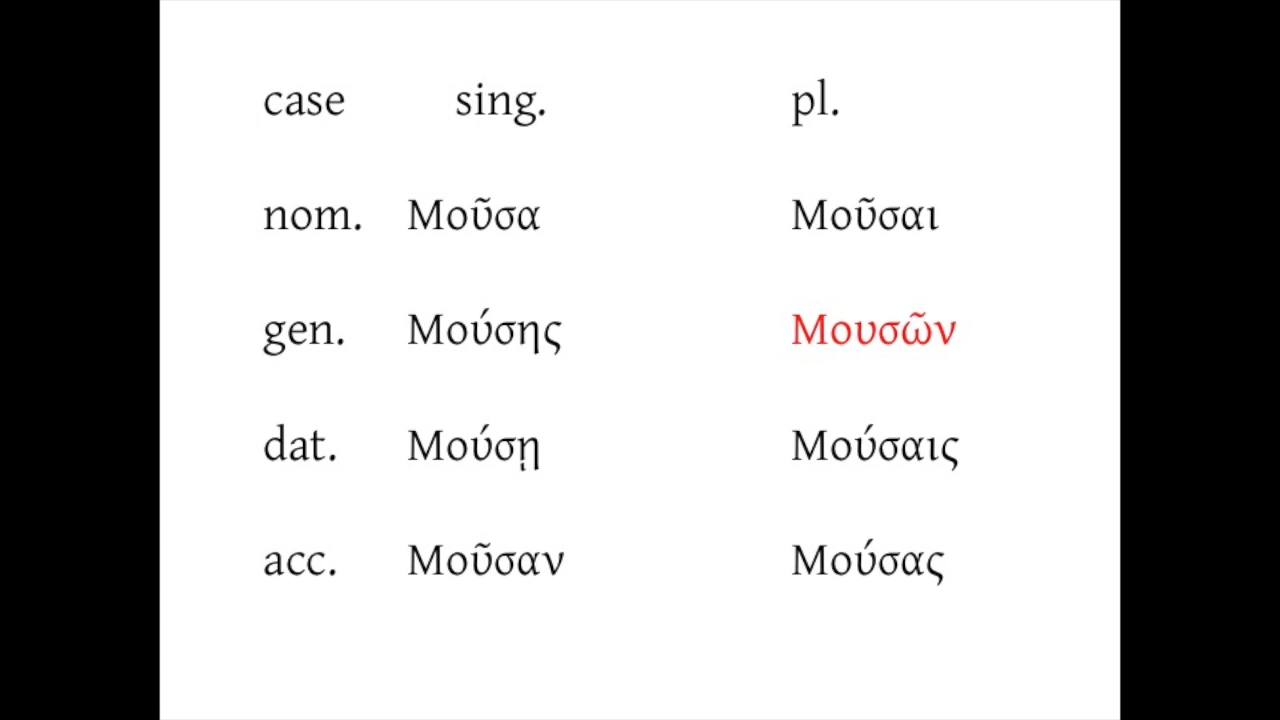 case sing. pl.
nom. Μοῦσα Μοῦσαι
gen. Μούσης Μουσῶν
dat. Μούσῃ Μούσαις
acc. Μοῦσαν Μούσας